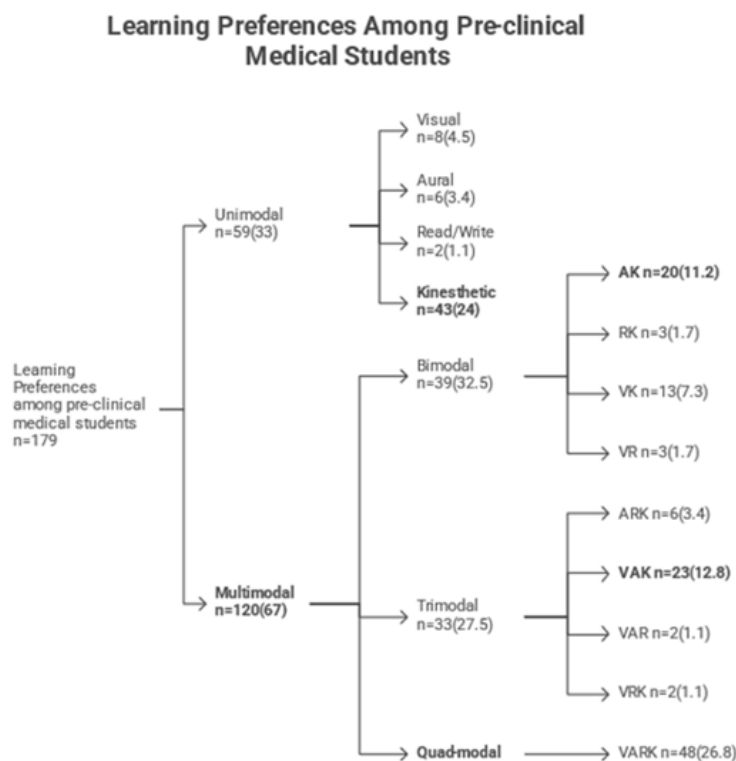 Learning Preferences Among Pre-clinical
Medical Students
Learning
Preferences
among pre-clinical
medical students
n=179
Unimodal
n=59(33)
Visual
n=8(4.5)
Aural
n=6(3.4)
Read/Write
n=2(1.1)
Kinesthetic
n=43(24)
Multimodal
n=120(67)
Bimodal
n=39(32.5)
AK n=20(11.2)
RK n=3(1.7)
VK n=13(7.3)
VR n=3(1.7)
Trimodal
n=33(27.5)
ARK n=6(3.4)
VAK n=23(12.8)
VAR n=2(1.1)
VRK n=2(1.1)
Quad-modal
VARK n=48(26.8)